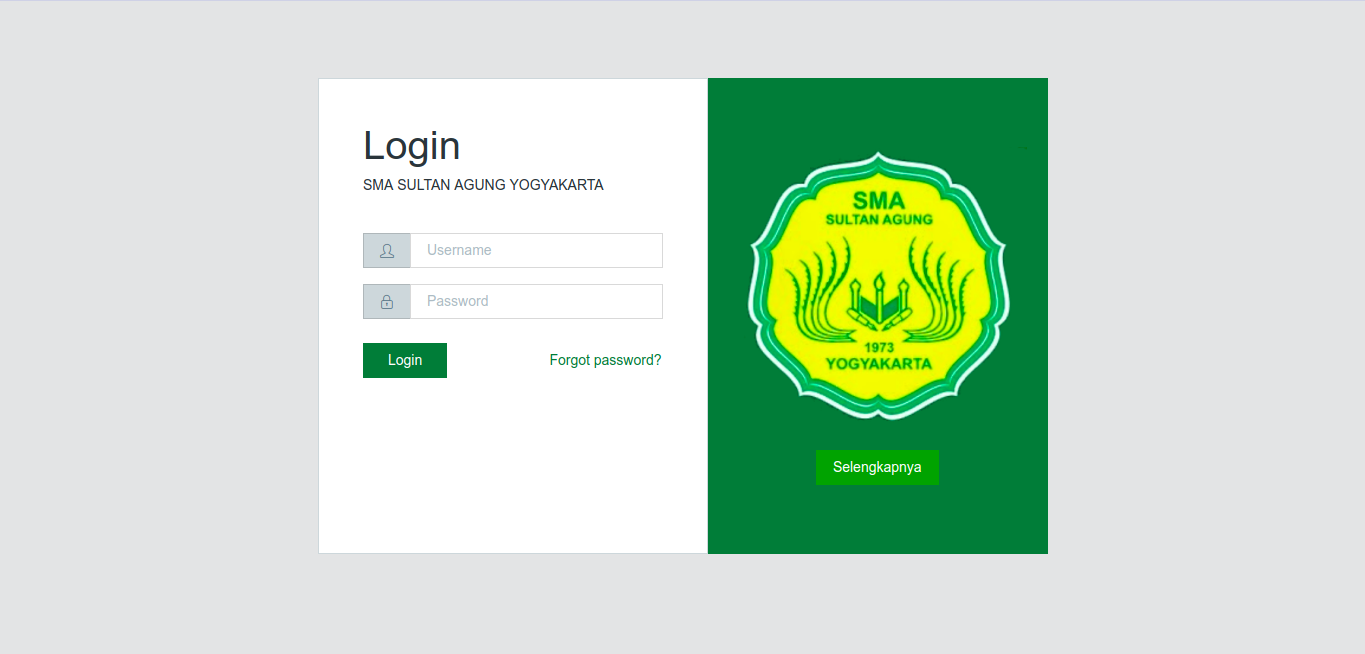 Login
SMA SULTAN AGUNG YOGYAKARTA
Username
Password
Login
Forgot password?
SMA
SULTAN AGUNG
1973
YOGYAKARTA
Selengkapnya